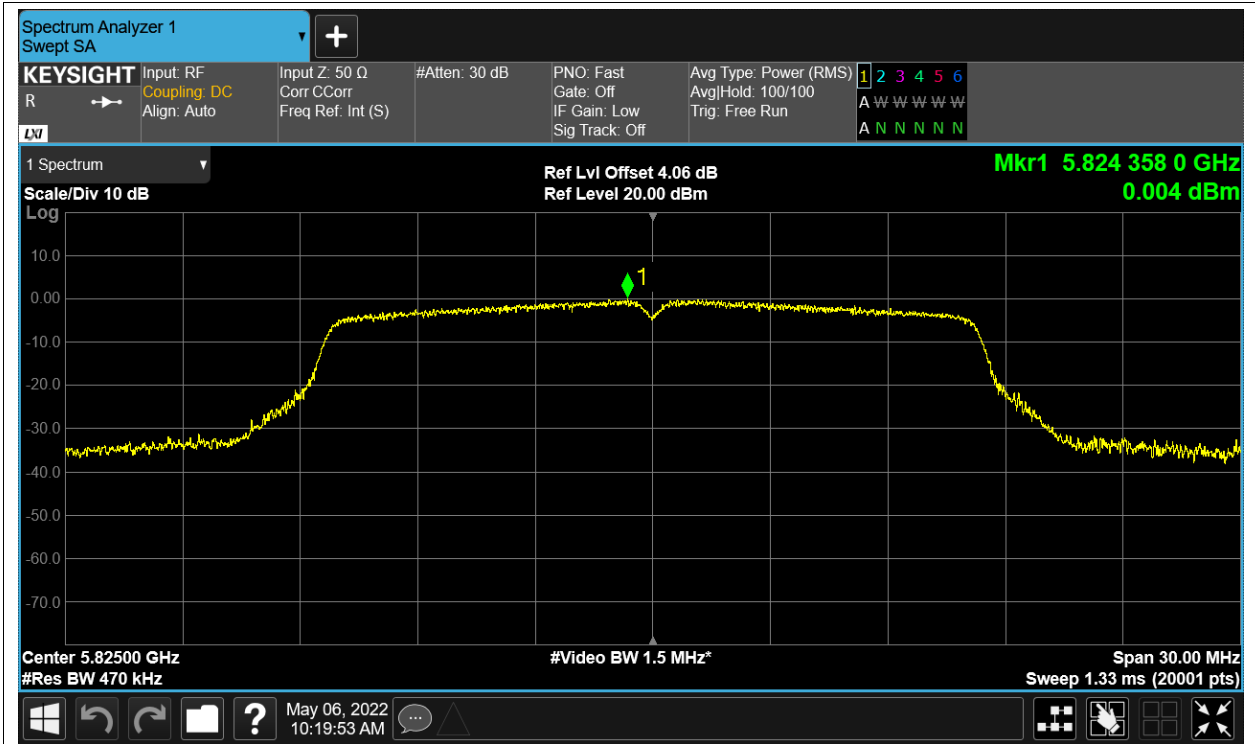 Spectrum Analyzer 1
Swept SA
KEYSIGHT
R
LXI
Input: RF
Coupling: DC
Align: Auto
Input Z: 50 Ω
Corr CCorr
Freq Ref: Int (S)
#Atten: 30 dB
PNO: Fast
Gate: Off
IF Gain: Low
Sig Track: Off
Avg Type: Power (RMS)
Avg|Hold: 100/100
Trig: Free Run
1 2 3 4 5 6
A W W W W W
A N N N N N
1 Spectrum
Scale/Div 10 dB
Log
Ref Lvl Offset 4.06 dB
Ref Level 20.00 dBm
Mkr1 5.824 358 0 GHz
0.004 dBm
1
10.0
0.00
-10.0
-20.0
-30.0
-40.0
-50.0
-60.0
-70.0
Center 5.82500 GHz
#Res BW 470 kHz
#Video BW 1.5 MHz*
Span 30.00 MHz
Sweep 1.33 ms (20001 pts)
?
May 06, 2022
10:19:53 AM